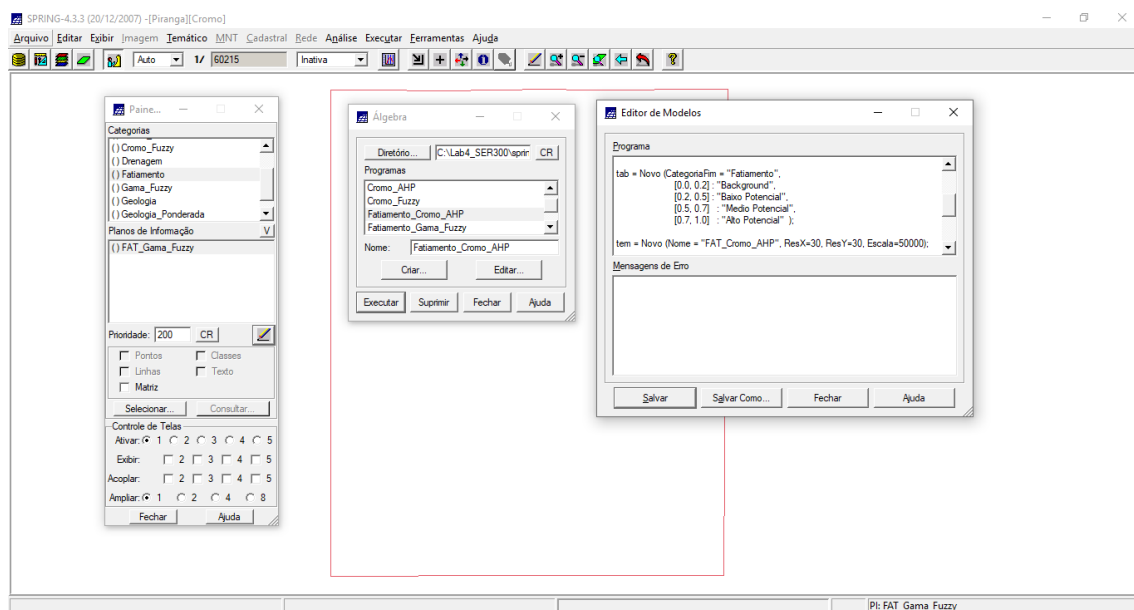 SPRING-4.3.3 (20/12/2007) -[Piranga][Cromo]
Arquivo Editar Exibir Imagem Temático MNT Cadastral Rede Análise Executar Ferramentas Ajuda
Auto 1/ 60215 Inativa
Paine...
Categorias
( ) Cromo_Fuzzy
( ) Drenagem
( ) Fatiamento
( ) Gama_Fuzzy
( ) Geologia
( ) Geologia_Ponderada
Planos de Informação V
( ) FAT_Gama_Fuzzy
Prioridade: 200 CR
Pontos Classes
Linhas Texto
Matriz
Selecionar... Consultar...
Controle de Telas
Ativar: 1 2 3 4 5
Exibir: 2 3 4 5
Acoplar: 2 3 4 5
Ampliar: 1 2 4 8
Fechar Ajuda
Álgebra
Diretório... C:\Lab4_SER300\sprin CR
Programas
Cromo_AHP
Cromo_Fuzzy
Fatiamento_Cromo_AHP
Fatiamento_Gama_Fuzzy
Nome: Fatiamento_Cromo_AHP
Criar... Editar...
Executar Suprimir Fechar Ajuda
Editor de Modelos
Programa
tab = Novo (CategoriaFim = "Fatiamento",
[0.0, 0.2] : "Background",
[0.2, 0.5] : "Baixo Potencial",
[0.5, 0.7] : "Medio Potencial",
[0.7, 1.0] : "Alto Potencial" );
tem = Novo (Nome = "FAT_Cromo_AHP", ResX=30, ResY=30, Escala=50000);
Mensagens de Erro
Salvar Salvar Como... Fechar Ajuda
PI: FAT_Gama_Fuzzy